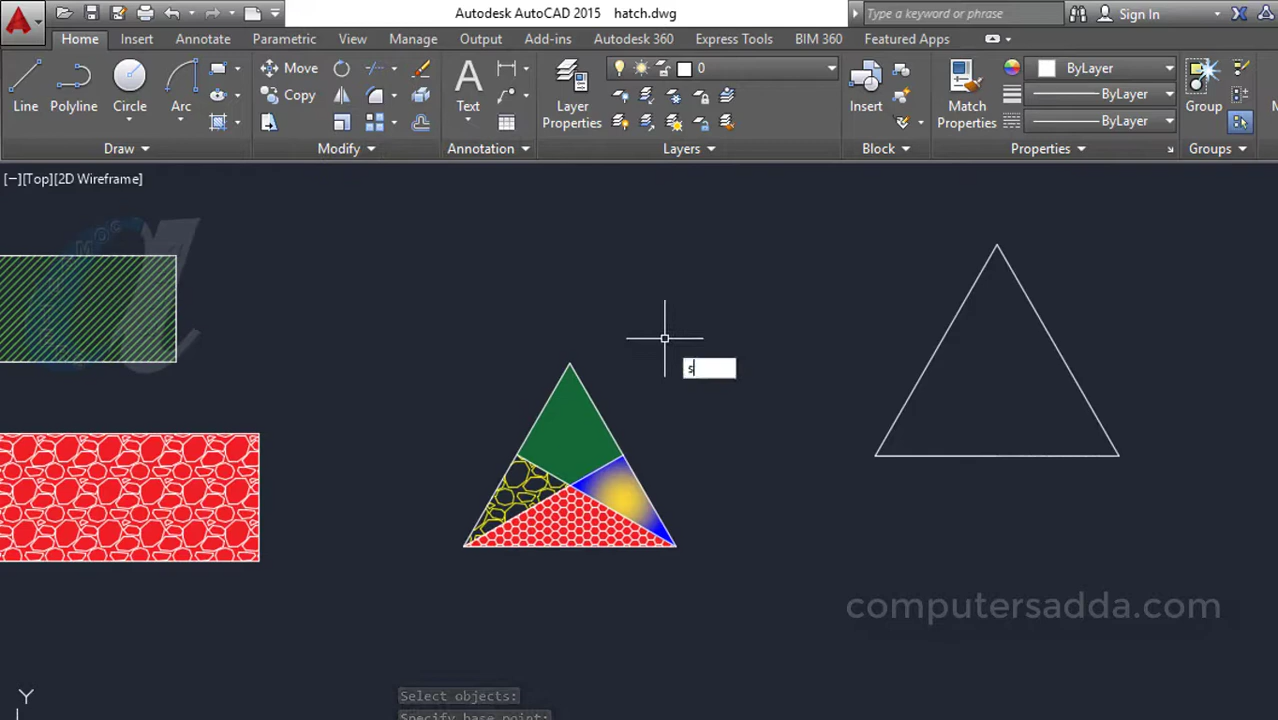 Autodesk AutoCAD 2015 hatch.dwg
Type a keyword or phrase
Sign In
Home Insert Annotate Parametric View Manage Output Add-ins Autodesk 360 Express Tools BIM 360 Featured Apps
Line Polyline Circle Arc
Move
Copy
Text
Layer Properties
0
Insert
Match Properties
ByLayer
ByLayer
ByLayer
Group
Draw Modify Annotation Layers Block Properties Groups
[−][Top][2D Wireframe]
s
computersadda.com
Y
Select objects:
Specify base point: